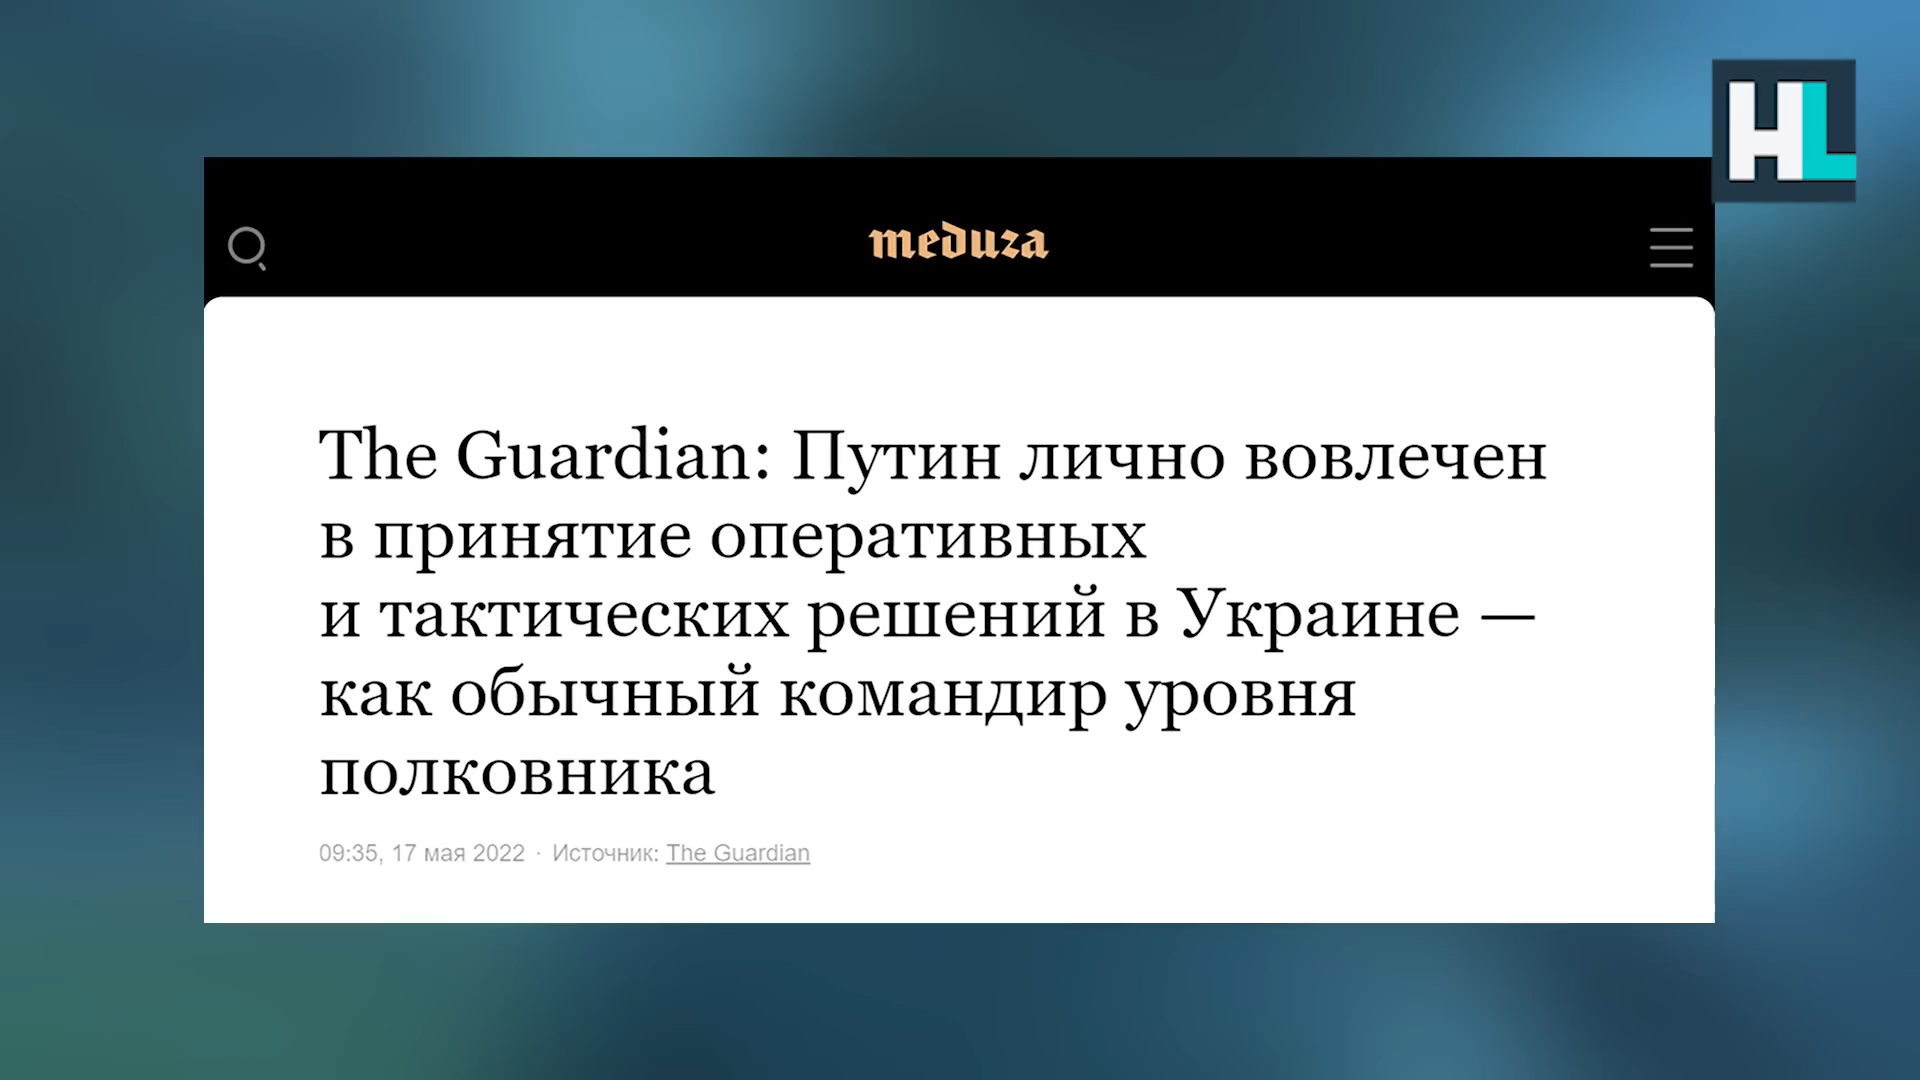 HL
meduza
The Guardian: Путин лично вовлечен
в принятие оперативных
и тактических решений в Украине —
как обычный командир уровня
полковника
09:35, 17 мая 2022 · Источник: The Guardian